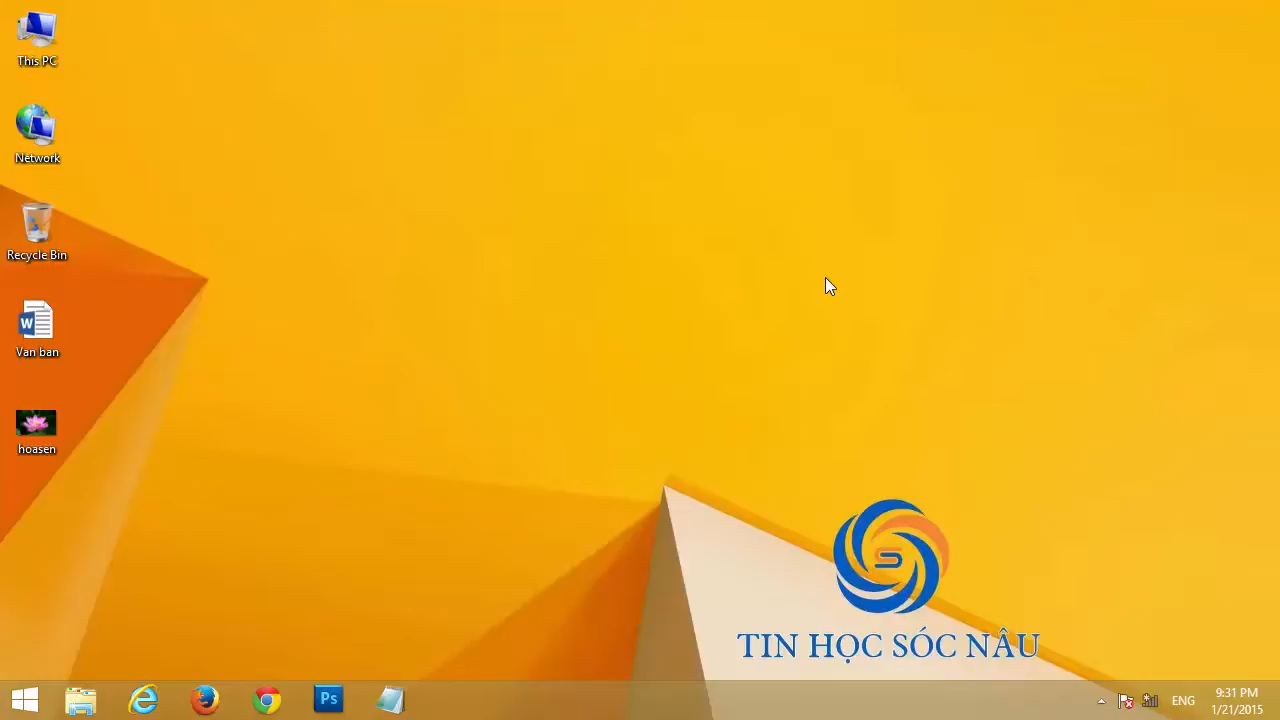 This PC
Network
Recycle Bin
W
Van ban
hoasen
S
TIN HỌC SÓC NÂU
Ps
ENG
9:31 PM
1/21/2015